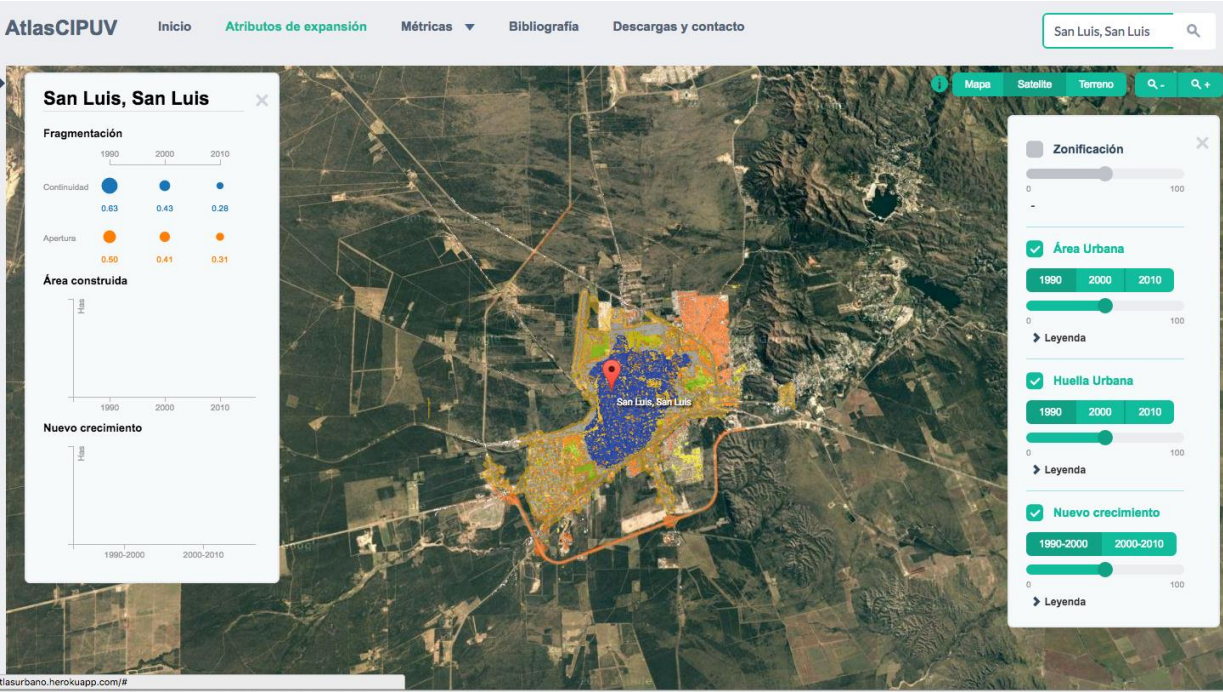 AtlasCIPUV Inicio Atributos de expansión Métricas Bibliografía Descargas y contacto San Luis, San Luis
Mapa Satelite Terreno
San Luis, San Luis
Fragmentación
1990 2000 2010
Continuidad
0.63 0.43 0.28
Apertura
0.50 0.41 0.31
Área construida
Has
1990 2000 2010
Nuevo crecimiento
Has
1990-2000 2000-2010
San Luis, San Luis
Zonificación
0 100
-
Área Urbana
1990 2000 2010
0 100
Leyenda
Huella Urbana
1990 2000 2010
0 100
Leyenda
Nuevo crecimiento
1990-2000 2000-2010
0 100
Leyenda
tlasurbano.herokuapp.com/#